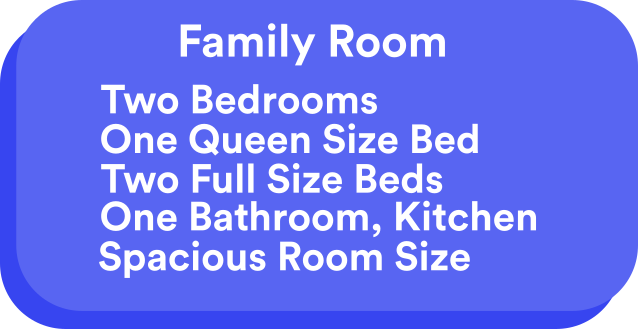 Family Room
Two Bedrooms
One Queen Size Bed
Two Full Size Beds
One Bathroom, Kitchen
Spacious Room Size